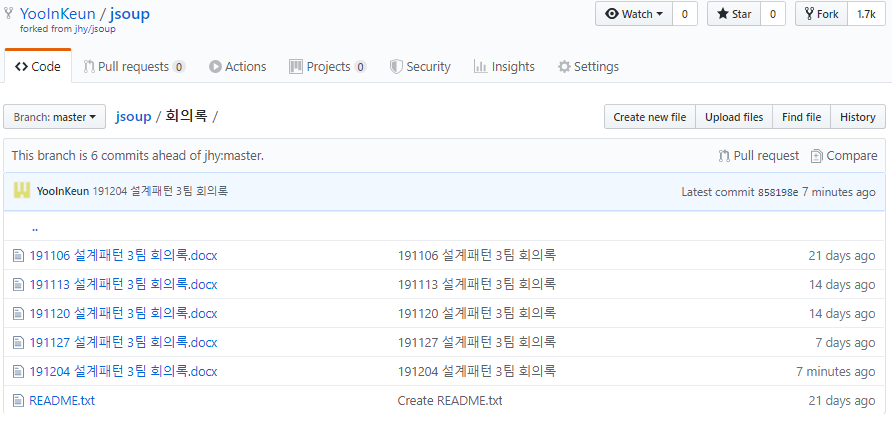 YooInKeun / jsoup
forked from jhy/jsoup
Watch 0 Star 0 Fork 1.7k
Code Pull requests 0 Actions Projects 0 Security Insights Settings
Branch: master jsoup / 회의록 / Create new file Upload files Find file History
This branch is 6 commits ahead of jhy:master. Pull request Compare
YooInKeun 191204 설계패턴 3팀 회의록 Latest commit 858198e 7 minutes ago
..
191106 설계패턴 3팀 회의록.docx 191106 설계패턴 3팀 회의록 21 days ago
191113 설계패턴 3팀 회의록.docx 191113 설계패턴 3팀 회의록 14 days ago
191120 설계패턴 3팀 회의록.docx 191120 설계패턴 3팀 회의록 14 days ago
191127 설계패턴 3팀 회의록.docx 191127 설계패턴 3팀 회의록 7 days ago
191204 설계패턴 3팀 회의록.docx 191204 설계패턴 3팀 회의록 7 minutes ago
README.txt Create README.txt 21 days ago